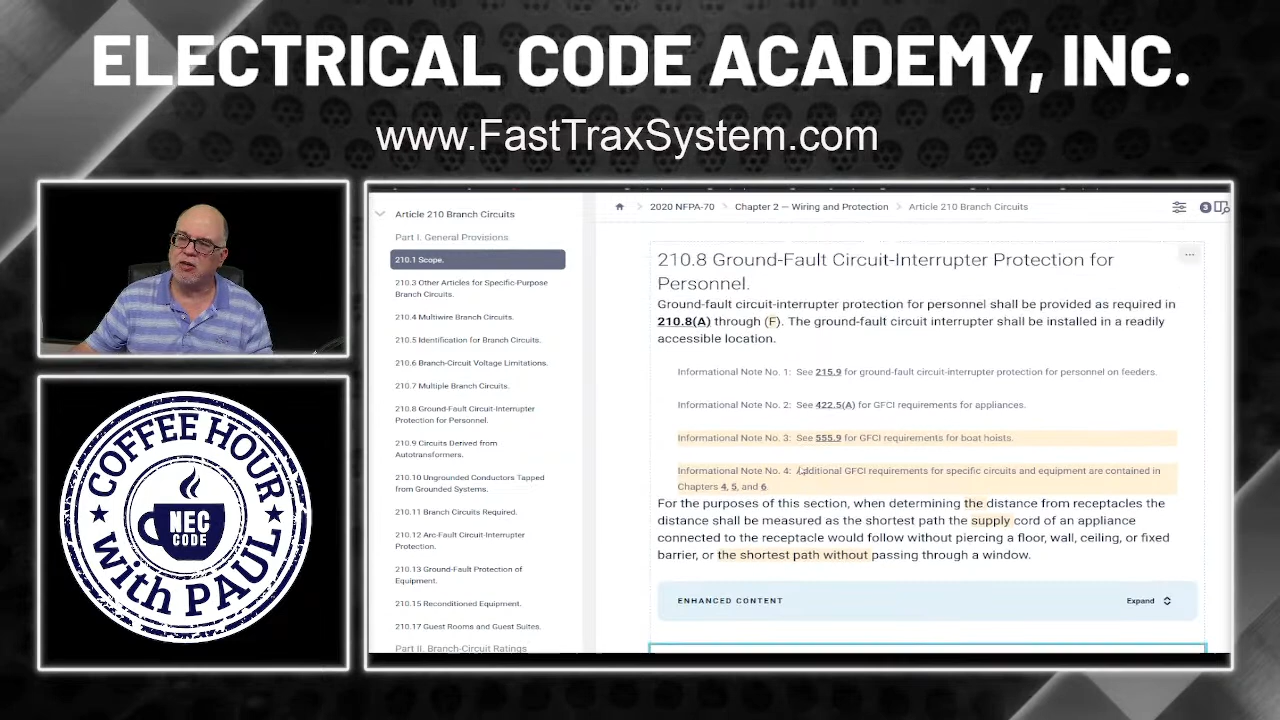 ELECTRICAL CODE ACADEMY, INC.
www.FastTraxSystem.com
COFFEE HOUR
NEC
CODE
with PAUL
Article 210 Branch Circuits
Part I. General Provisions
210.1 Scope.
210.3 Other Articles for Specific-Purpose
Branch Circuits.
210.4 Multiwire Branch Circuits.
210.5 Identification for Branch Circuits.
210.6 Branch-Circuit Voltage Limitations.
210.7 Multiple Branch Circuits.
210.8 Ground-Fault Circuit-Interrupter
Protection for Personnel.
210.9 Circuits Derived from
Autotransformers.
210.10 Ungrounded Conductors Tapped
from Grounded Systems.
210.11 Branch Circuits Required.
210.12 Arc-Fault Circuit-Interrupter
Protection.
210.13 Ground-Fault Protection of
Equipment.
210.15 Reconditioned Equipment.
210.17 Guest Rooms and Guest Suites.
Part II. Branch-Circuit Ratings
2020 NFPA-70 > Chapter 2 — Wiring and Protection > Article 210 Branch Circuits
3
210.8 Ground-Fault Circuit-Interrupter Protection for
Personnel.
Ground-fault circuit-interrupter protection for personnel shall be provided as required in
210.8(A) through (F). The ground-fault circuit interrupter shall be installed in a readily
accessible location.
Informational Note No. 1: See 215.9 for ground-fault circuit-interrupter protection for personnel on feeders.
Informational Note No. 2: See 422.5(A) for GFCI requirements for appliances.
Informational Note No. 3: See 555.9 for GFCI requirements for boat hoists.
Informational Note No. 4: Additional GFCI requirements for specific circuits and equipment are contained in
Chapters 4, 5, and 6.
For the purposes of this section, when determining the distance from receptacles the
distance shall be measured as the shortest path the supply cord of an appliance
connected to the receptacle would follow without piercing a floor, wall, ceiling, or fixed
barrier, or the shortest path without passing through a window.
ENHANCED CONTENT
Expand